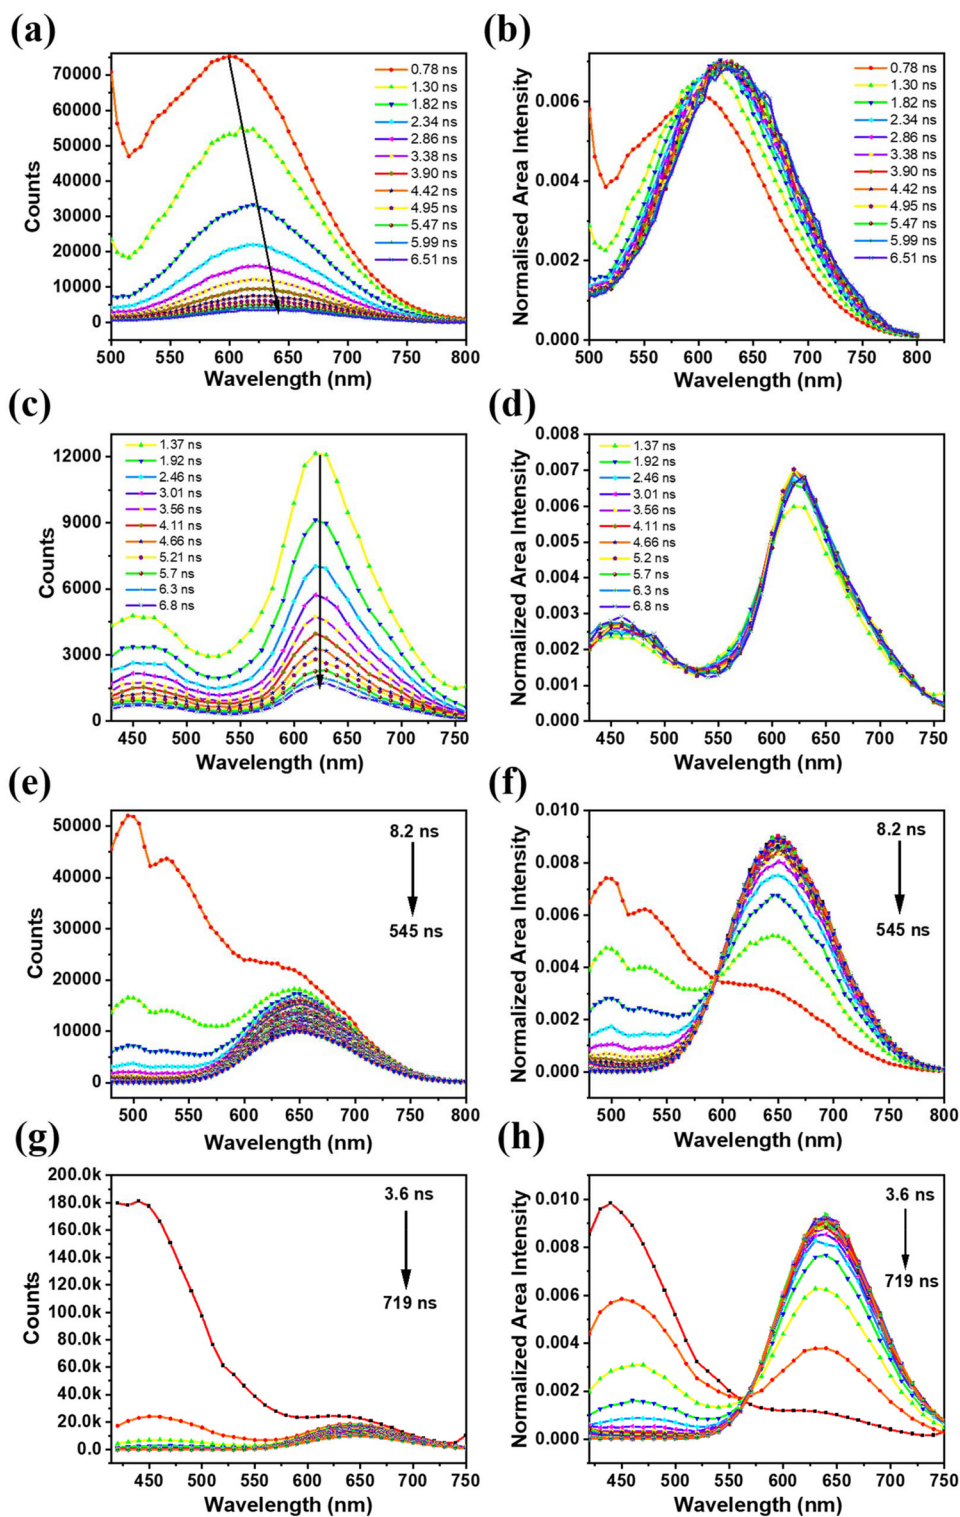 (a)
Counts
70000
60000
50000
40000
30000
20000
10000
0
500 550 600 650 700 750 800
Wavelength (nm)
0.78 ns
1.30 ns
1.82 ns
2.34 ns
2.86 ns
3.38 ns
3.90 ns
4.42 ns
4.95 ns
5.47 ns
5.99 ns
6.51 ns
(b)
Normalised Area Intensity
0.006
0.004
0.002
0.000
500 550 600 650 700 750 800
Wavelength (nm)
0.78 ns
1.30 ns
1.82 ns
2.34 ns
2.86 ns
3.38 ns
3.90 ns
4.42 ns
4.95 ns
5.47 ns
5.99 ns
6.51 ns
(c)
Counts
12000
9000
6000
3000
0
450 500 550 600 650 700 750
Wavelength (nm)
1.37 ns
1.92 ns
2.46 ns
3.01 ns
3.56 ns
4.11 ns
4.66 ns
5.21 ns
5.7 ns
6.3 ns
6.8 ns
(d)
Normalized Area Intensity
0.008
0.007
0.006
0.005
0.004
0.003
0.002
0.001
0.000
450 500 550 600 650 700 750
Wavelength (nm)
1.37 ns
1.92 ns
2.46 ns
3.01 ns
3.56 ns
4.11 ns
4.66 ns
5.2 ns
5.7 ns
6.3 ns
6.8 ns
(e)
Counts
50000
40000
30000
20000
10000
0
500 550 600 650 700 750 800
Wavelength (nm)
8.2 ns
545 ns
(f)
Normalized Area Intensity
0.010
0.008
0.006
0.004
0.002
0.000
500 550 600 650 700 750 800
Wavelength (nm)
8.2 ns
545 ns
(g)
Counts
200.0k
180.0k
160.0k
140.0k
120.0k
100.0k
80.0k
60.0k
40.0k
20.0k
0.0
450 500 550 600 650 700 750
Wavelength (nm)
3.6 ns
719 ns
(h)
Normalized Area Intensity
0.010
0.008
0.006
0.004
0.002
0.000
450 500 550 600 650 700 750
Wavelength (nm)
3.6 ns
719 ns